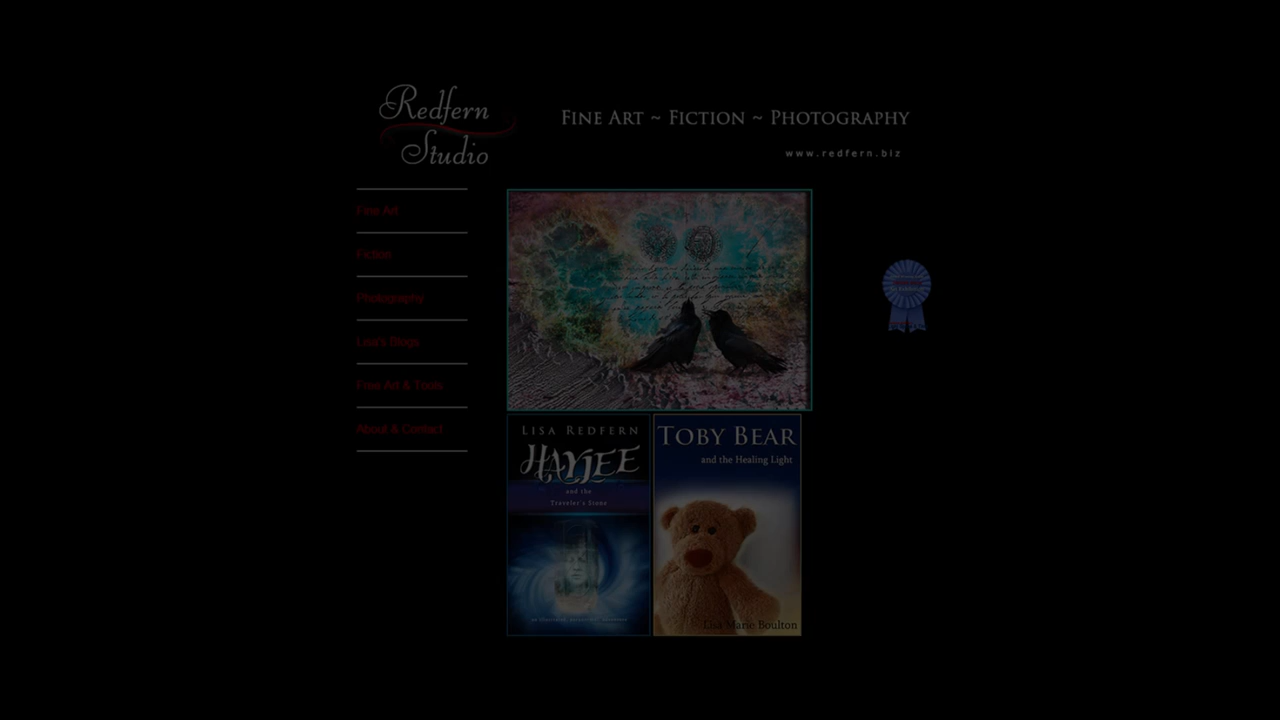 Redfern
Studio
Fine Art ~ Fiction ~ Photography
www.redfern.biz
Fine Art
Fiction
Photography
Lisa's Blogs
Free Art & Tools
About & Contact
Lisa Redfern
HAYJEE
and the
Traveler's Stone
Toby Bear
and the Healing Light
Lisa Marie Boulton